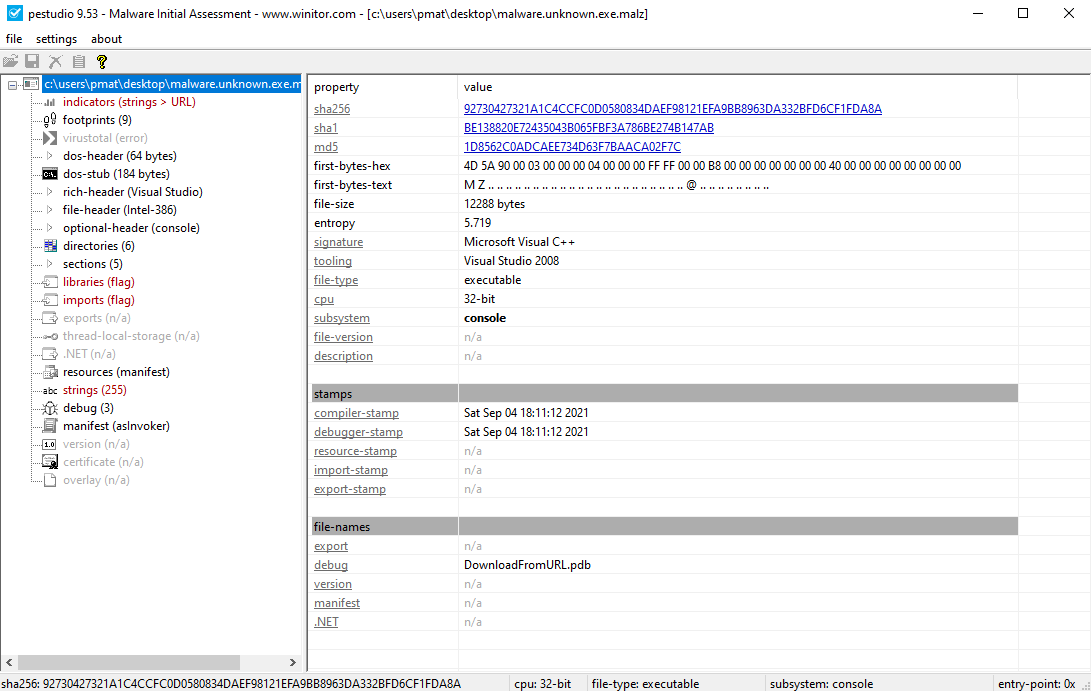 pestudio 9.53 - Malware Initial Assessment - www.winitor.com - [c:\users\pmat\desktop\malware.unknown.exe.malz]
file settings about
c:\users\pmat\desktop\malware.unknown.exe.m
indicators (strings > URL)
footprints (9)
virustotal (error)
dos-header (64 bytes)
dos-stub (184 bytes)
rich-header (Visual Studio)
file-header (Intel-386)
optional-header (console)
directories (6)
sections (5)
libraries (flag)
imports (flag)
exports (n/a)
thread-local-storage (n/a)
.NET (n/a)
resources (manifest)
abc strings (255)
debug (3)
manifest (asInvoker)
1.0 version (n/a)
certificate (n/a)
overlay (n/a)
property value
sha256 92730427321A1C4CCFC0D0580834DAEF98121EFA9BB8963DA332BFD6CF1FDA8A
sha1 BE138820E72435043B065FBF3A786BE274B147AB
md5 1D8562C0ADCAEE734D63F7BAACA02F7C
first-bytes-hex 4D 5A 90 00 03 00 00 00 04 00 00 00 FF FF 00 00 B8 00 00 00 00 00 00 00 40 00 00 00 00 00 00 00
first-bytes-text M Z .. .. .. .. .. .. .. .. .. .. .. .. .. .. .. .. .. .. .. .. .. .. @ .. .. .. .. .. .. ..
file-size 12288 bytes
entropy 5.719
signature Microsoft Visual C++
tooling Visual Studio 2008
file-type executable
cpu 32-bit
subsystem console
file-version n/a
description n/a
stamps
compiler-stamp Sat Sep 04 18:11:12 2021
debugger-stamp Sat Sep 04 18:11:12 2021
resource-stamp n/a
import-stamp n/a
export-stamp n/a
file-names
export n/a
debug DownloadFromURL.pdb
version n/a
manifest n/a
.NET n/a
sha256: 92730427321A1C4CCFC0D0580834DAEF98121EFA9BB8963DA332BFD6CF1FDA8A cpu: 32-bit file-type: executable subsystem: console entry-point: 0x